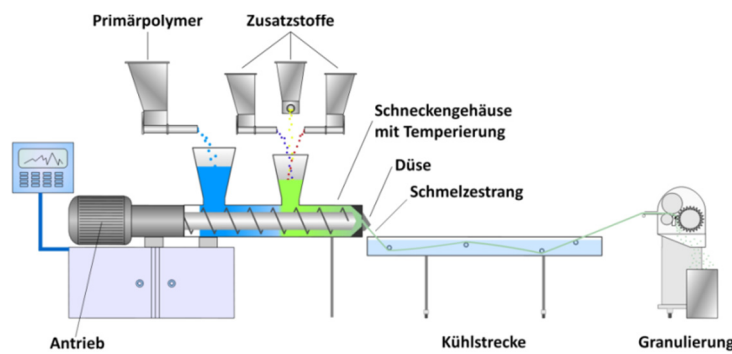 Primärpolymer
Zusatzstoffe
Schneckengehäuse
mit Temperierung
Düse
Schmelzestrang
Antrieb
Kühlstrecke
Granulierung